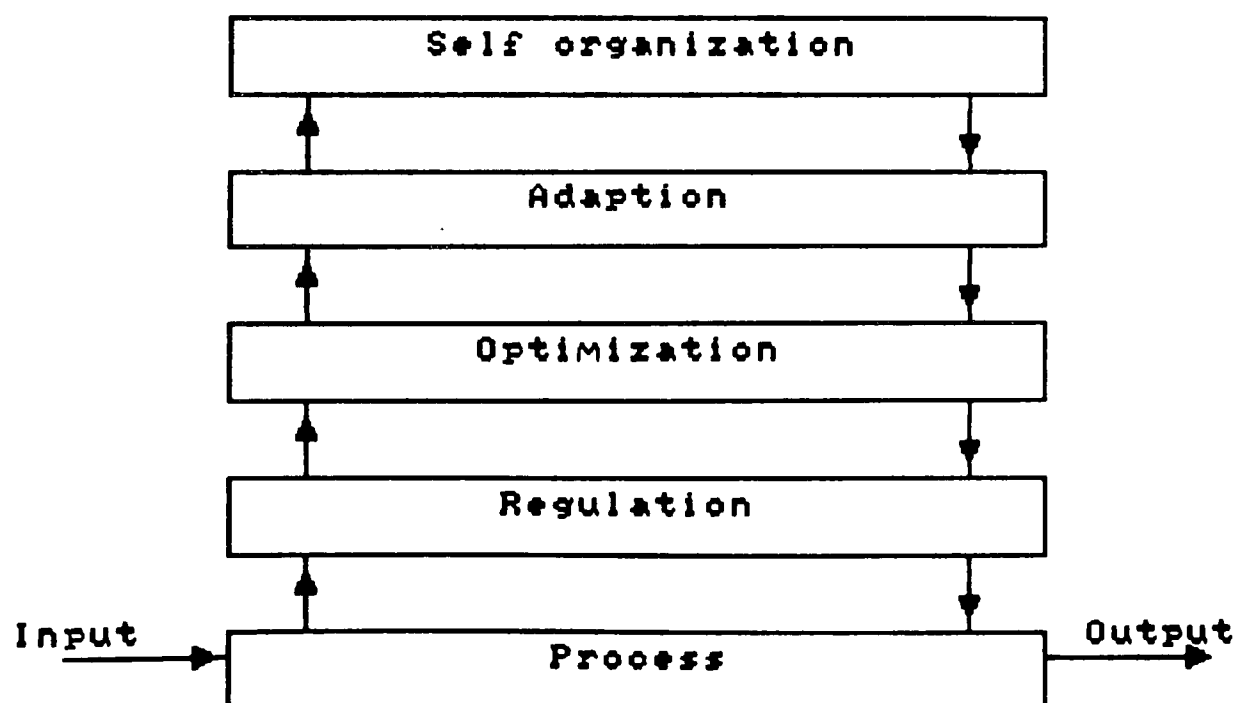 Self organization
Adaption
Optimization
Regulation
Input
Process
Output